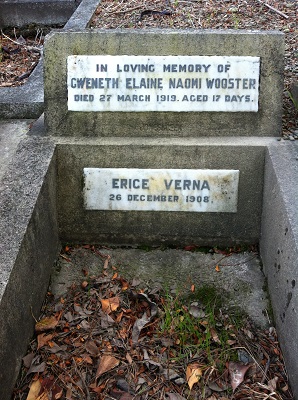 IN LOVING MEMORY OF
GWENETH ELAINE NAOMI WOOSTER
DIED 27 MARCH 1919. AGED 17 DAYS.
ERICE VERNA
26 DECEMBER 1908.